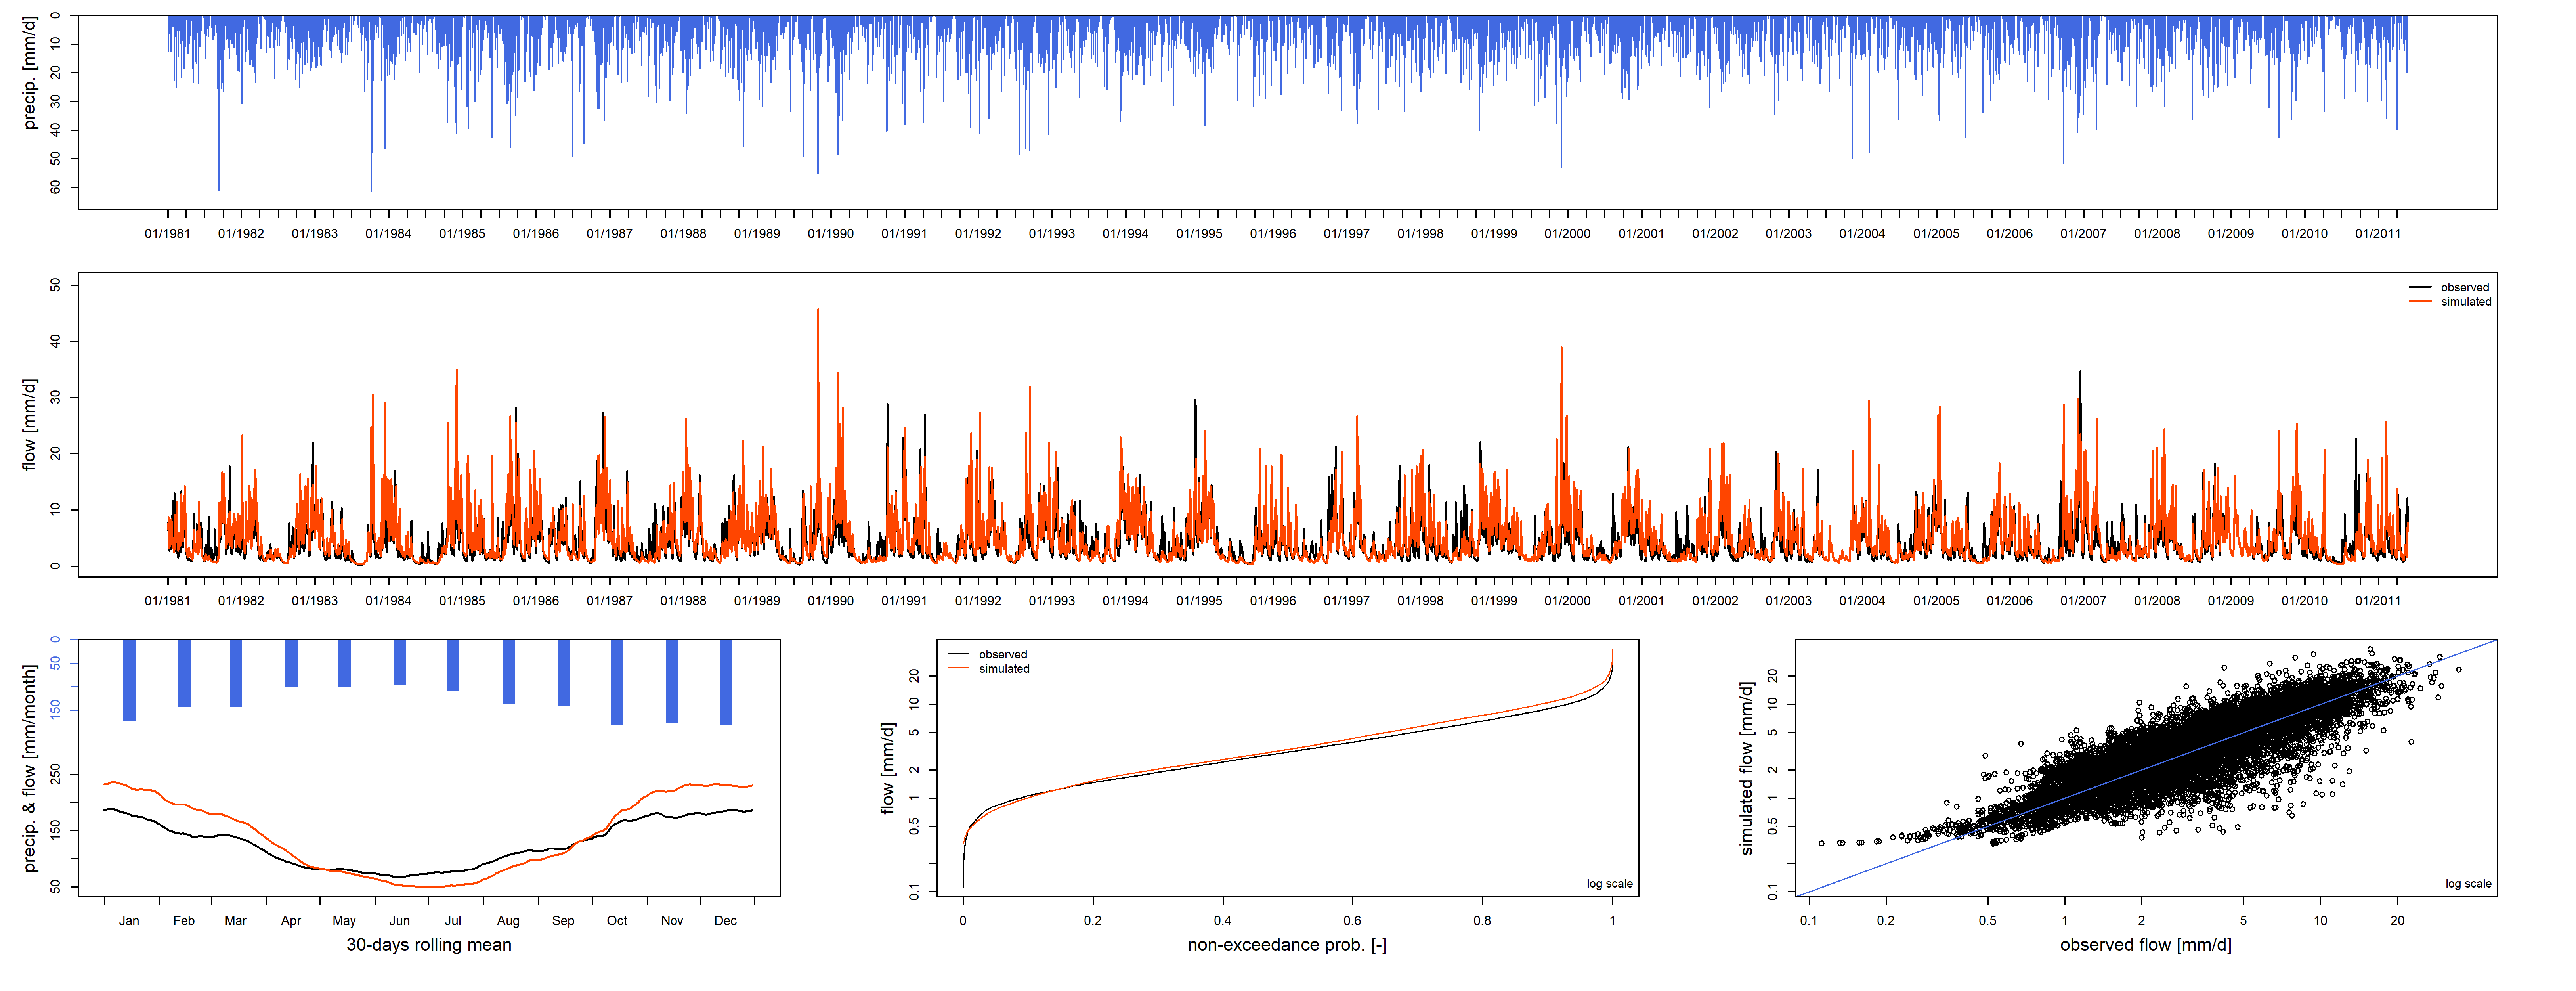 precip. [mm/d]
0
10
20
30
40
50
60
01/1981 01/1982 01/1983 01/1984 01/1985 01/1986 01/1987 01/1988 01/1989 01/1990 01/1991 01/1992 01/1993 01/1994 01/1995 01/1996 01/1997 01/1998 01/1999 01/2000 01/2001 01/2002 01/2003 01/2004 01/2005 01/2006 01/2007 01/2008 01/2009 01/2010 01/2011
flow [mm/d]
50
40
30
20
10
0
observed
simulated
01/1981 01/1982 01/1983 01/1984 01/1985 01/1986 01/1987 01/1988 01/1989 01/1990 01/1991 01/1992 01/1993 01/1994 01/1995 01/1996 01/1997 01/1998 01/1999 01/2000 01/2001 01/2002 01/2003 01/2004 01/2005 01/2006 01/2007 01/2008 01/2009 01/2010 01/2011
precip. & flow [mm/month]
0
50
150
250
150
50
Jan Feb Mar Apr May Jun Jul Aug Sep Oct Nov Dec
30-days rolling mean
flow [mm/d]
20
10
5
2
1
0.5
0.1
observed
simulated
log scale
0 0.2 0.4 0.6 0.8 1
non-exceedance prob. [-]
simulated flow [mm/d]
20
10
5
2
1
0.5
0.1
log scale
0.1 0.2 0.5 1 2 5 10 20
observed flow [mm/d]